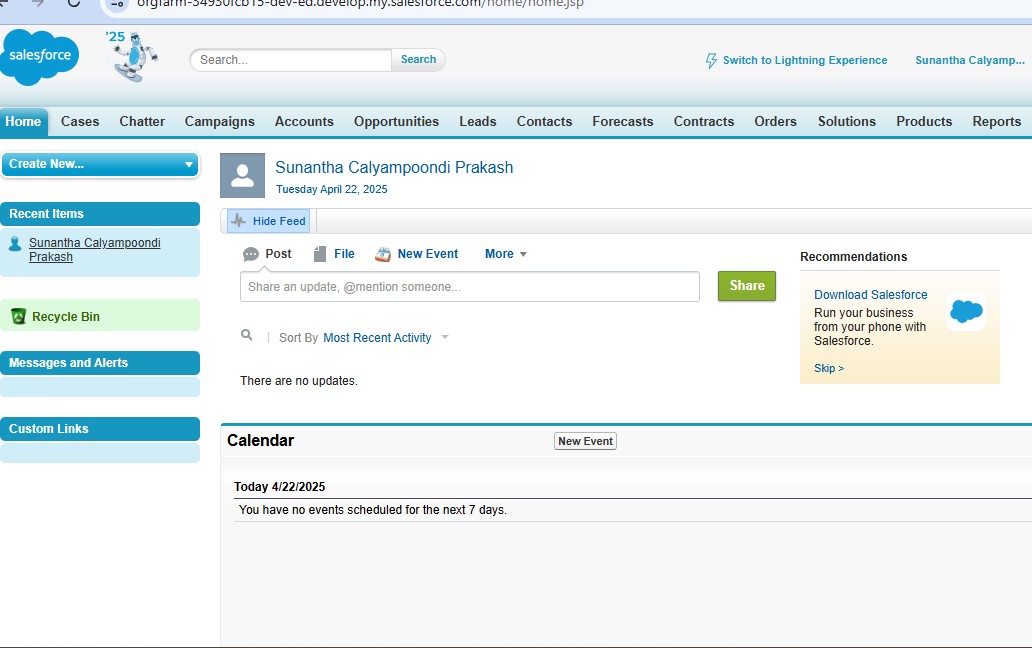 orgfarm-34930fcb15-dev-ed.develop.my.salesforce.com/home/home.jsp
salesforce
'25
Search...
Search
Switch to Lightning Experience
Sunantha Calyamp...
Home Cases Chatter Campaigns Accounts Opportunities Leads Contacts Forecasts Contracts Orders Solutions Products Reports
Create New...
Recent Items
Sunantha Calyampoondi
Prakash
Recycle Bin
Messages and Alerts
Custom Links
Sunantha Calyampoondi Prakash
Tuesday April 22, 2025
Hide Feed
Post File New Event More
Share an update, @mention someone...
Share
Sort By Most Recent Activity
There are no updates.
Recommendations
Download Salesforce
Run your business
from your phone with
Salesforce.
Skip >
Calendar
New Event
Today 4/22/2025
You have no events scheduled for the next 7 days.